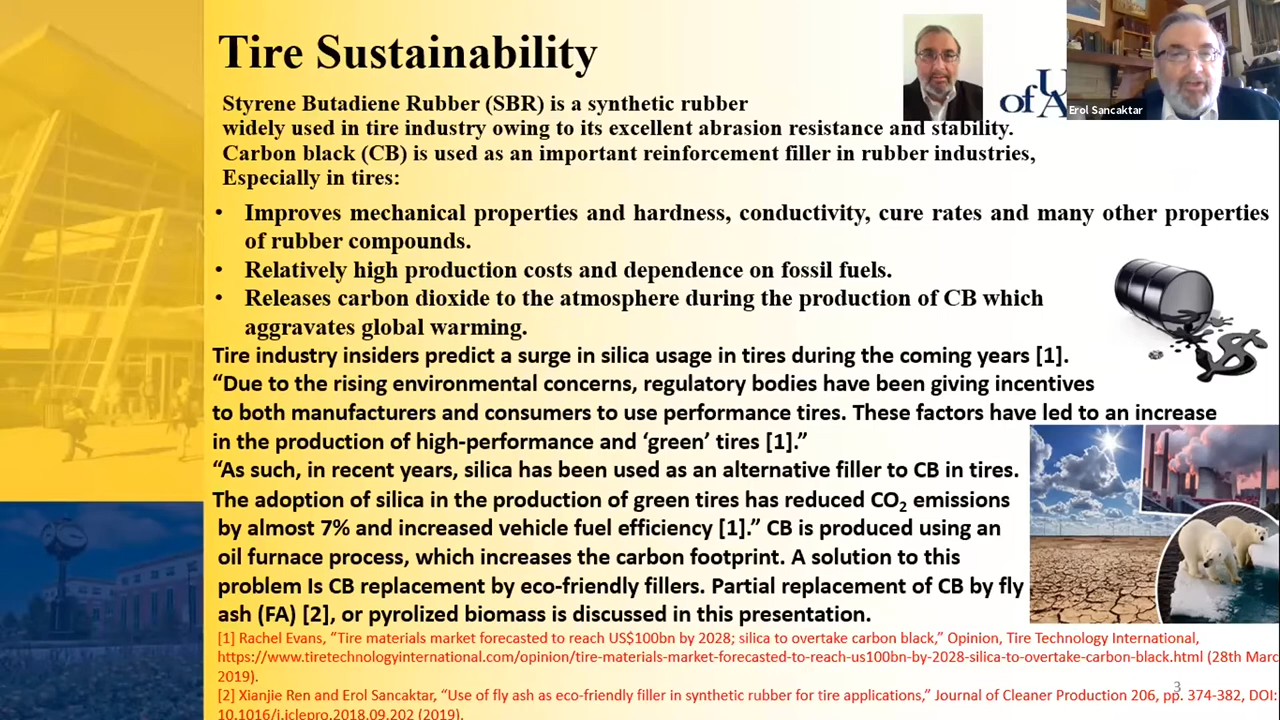 Tire Sustainability
Styrene Butadiene Rubber (SBR) is a synthetic rubber
widely used in tire industry owing to its excellent abrasion resistance and stability.
Carbon black (CB) is used as an important reinforcement filler in rubber industries,
Especially in tires:
• Improves mechanical properties and hardness, conductivity, cure rates and many other properties
of rubber compounds.
• Relatively high production costs and dependence on fossil fuels.
• Releases carbon dioxide to the atmosphere during the production of CB which
aggravates global warming.
Tire industry insiders predict a surge in silica usage in tires during the coming years [1].
“Due to the rising environmental concerns, regulatory bodies have been giving incentives
to both manufacturers and consumers to use performance tires. These factors have led to an increase
in the production of high-performance and ‘green’ tires [1].”
“As such, in recent years, silica has been used as an alternative filler to CB in tires.
The adoption of silica in the production of green tires has reduced CO₂ emissions
by almost 7% and increased vehicle fuel efficiency [1].” CB is produced using an
oil furnace process, which increases the carbon footprint. A solution to this
problem Is CB replacement by eco-friendly fillers. Partial replacement of CB by fly
ash (FA) [2], or pyrolized biomass is discussed in this presentation.
[1] Rachel Evans, “Tire materials market forecasted to reach US$100bn by 2028; silica to overtake carbon black,” Opinion, Tire Technology International,
https://www.tiretechnologyinternational.com/opinion/tire-materials-market-forecasted-to-reach-us100bn-by-2028-silica-to-overtake-carbon-black.html (28th Marc
2019).
[2] Xianjie Ren and Erol Sancaktar, “Use of fly ash as eco-friendly filler in synthetic rubber for tire applications,” Journal of Cleaner Production 206, pp. 374-382, DOI:
10.1016/j.jclepro.2018.09.202 (2019).
3
U
of A
Erol Sancaktar